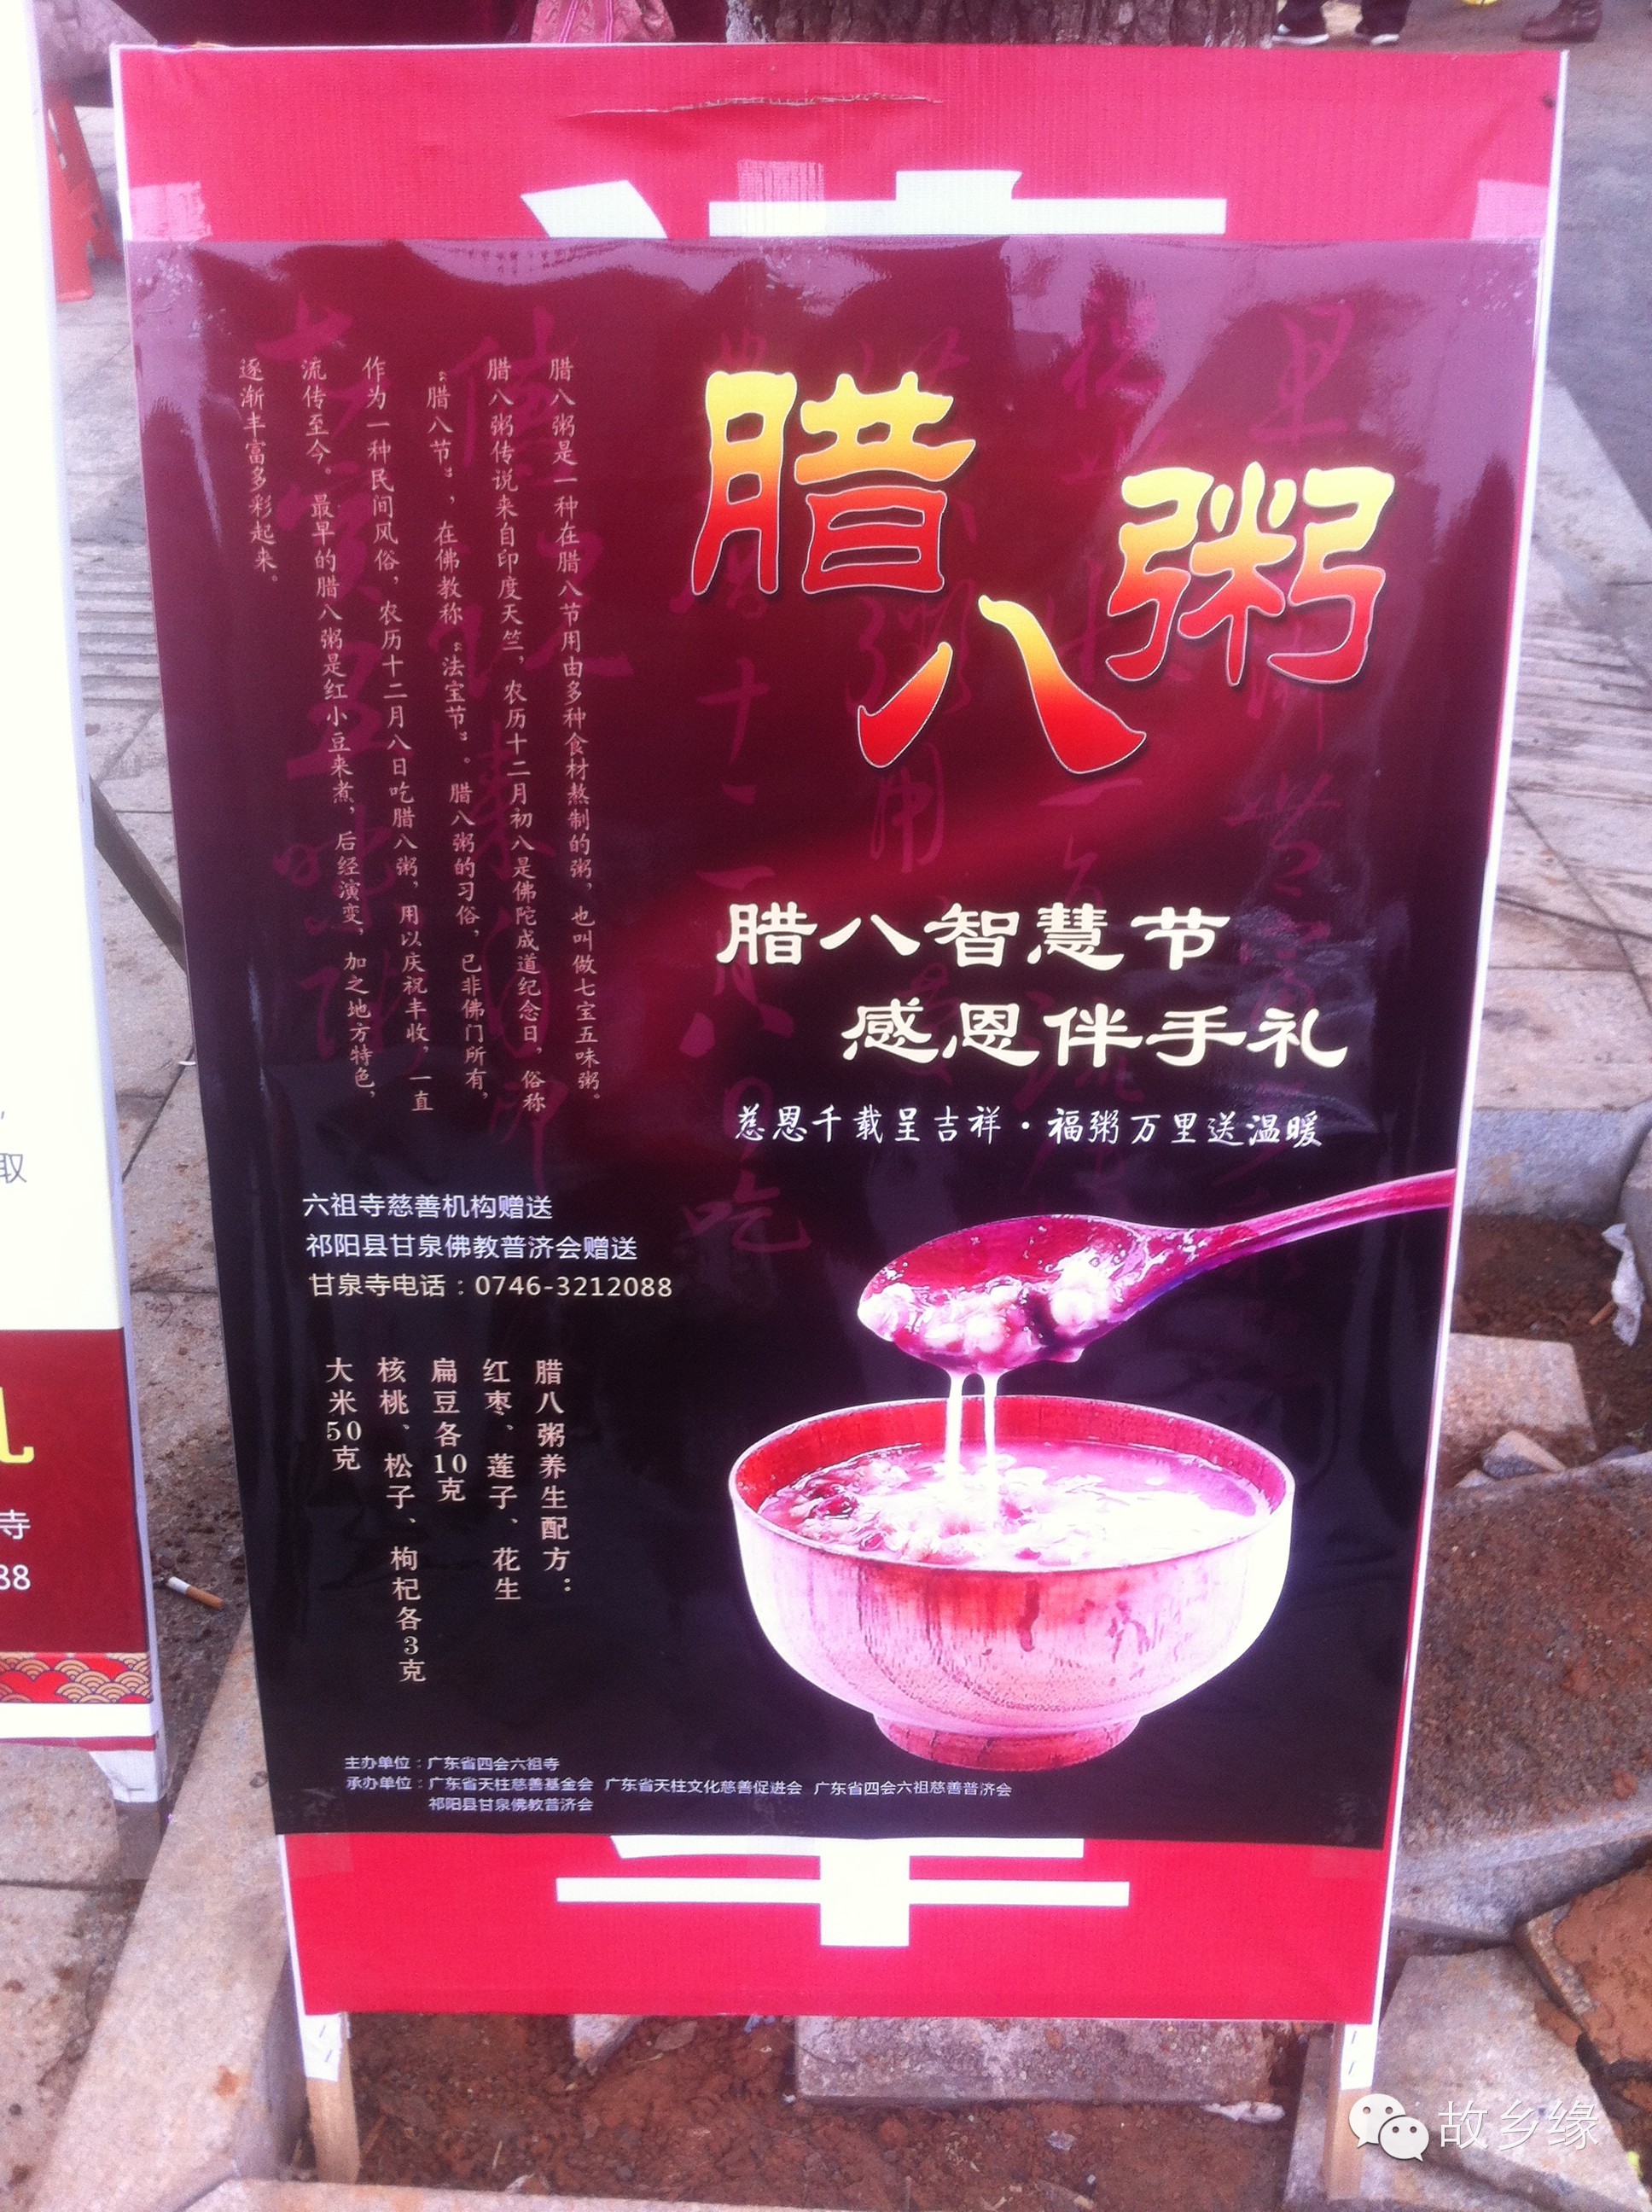 腊八粥
腊八智慧节
感恩伴手礼
慈恩千载呈吉祥·福粥万里送温暖
腊八粥是一种在腊八节用由多种食材熬制的粥，也叫做七宝五味粥。
腊八粥传说来自印度天竺，农历十二月初八是佛陀成道纪念日，俗称
“腊八节”，在佛教称“法宝节”。腊八粥的习俗，已非佛门所有，
作为一种民间风俗，农历十二月八日吃腊八粥，用以庆祝丰收，一直
流传至今。最早的腊八粥是红小豆来煮，后经演变，加之地方特色，
逐渐丰富多彩起来。
六祖寺慈善机构赠送
祁阳县甘泉佛教普济会赠送
甘泉寺电话：0746-3212088
腊八粥养生配方：
红枣、莲子、花生
扁豆各10克
核桃、松子、枸杞各3克
大米50克
主办单位：广东省四会六祖寺
承办单位：广东省天柱慈善基金会 广东省天柱文化慈善促进会 广东省四会六祖慈善普济会
祁阳县甘泉佛教普济会
取
寺
88
故乡缘